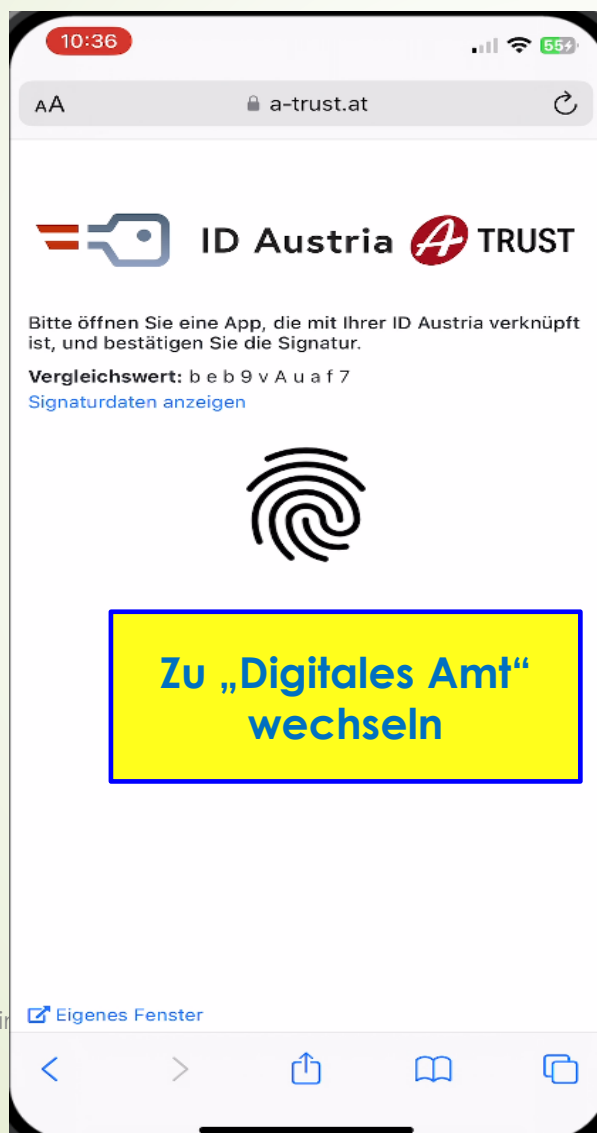 10:36
55
AA a-trust.at
ID Austria A TRUST
Bitte öffnen Sie eine App, die mit Ihrer ID Austria verknüpft
ist, und bestätigen Sie die Signatur.
Vergleichswert: b e b 9 v A u a f 7
Signaturdaten anzeigen
Zu „Digitales Amt“
wechseln
Eigenes Fenster